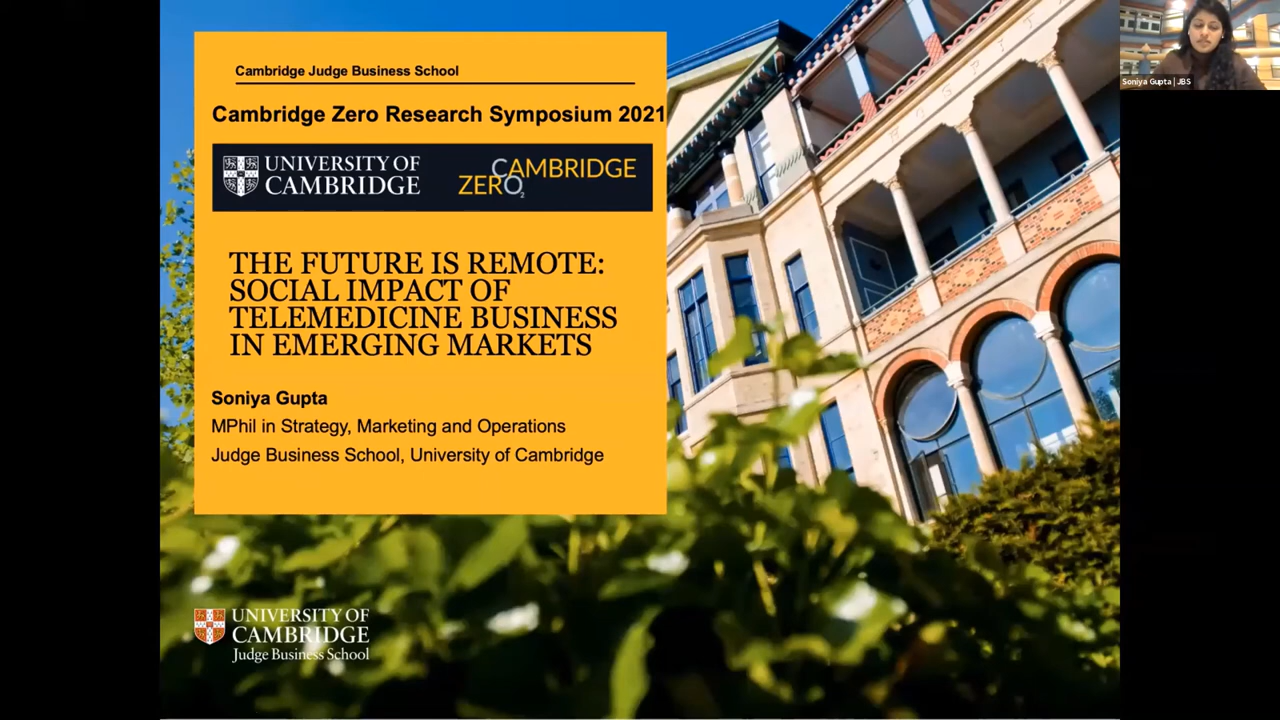 Cambridge Judge Business School
Cambridge Zero Research Symposium 2021
UNIVERSITY OF
CAMBRIDGE
CAMBRIDGE
ZERO2
THE FUTURE IS REMOTE:
SOCIAL IMPACT OF
TELEMEDICINE BUSINESS
IN EMERGING MARKETS
Soniya Gupta
MPhil in Strategy, Marketing and Operations
Judge Business School, University of Cambridge
UNIVERSITY OF
CAMBRIDGE
Judge Business School
Soniya Gupta | JBS